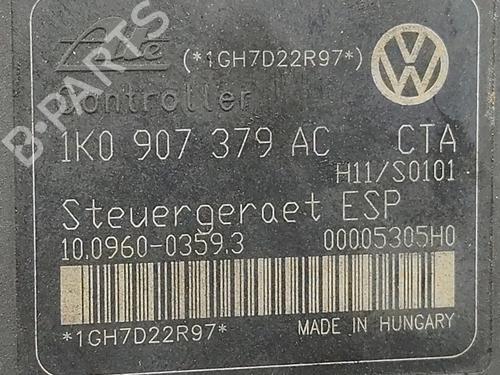 Ate (*1GH7D22R97*)
Controller
1K0 907 379 AC CTA
H11/S0101
Steuergeraet ESP
10.0960-0359.3 00005305H0
*1GH7D22R97* MADE IN HUNGARY
B-PARTS